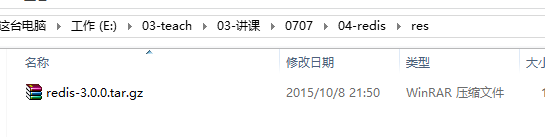 这台电脑 › 工作 (E:) › 03-teach › 03-讲课 › 0707 › 04-redis › res
名称 修改日期 类型 大小
redis-3.0.0.tar.gz 2015/10/8 21:50 WinRAR 压缩文件